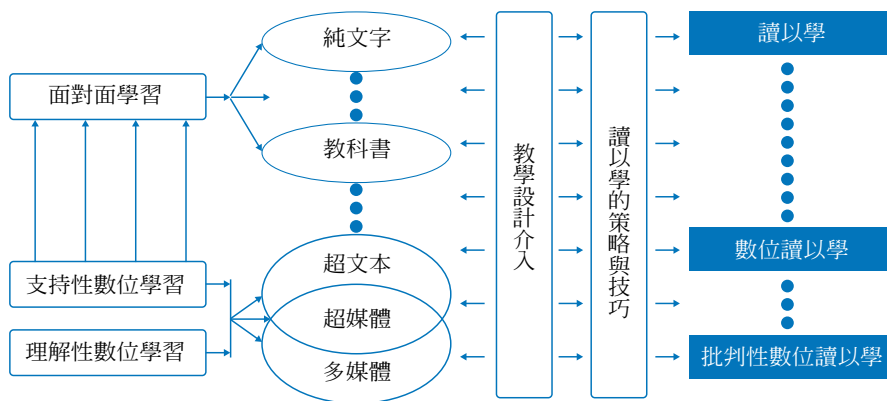 面對面學習
支持性數位學習
理解性數位學習
純文字
教科書
超文本
超媒體
多媒體
教學設計介入
讀以學的策略與技巧
讀以學
數位讀以學
批判性數位讀以學